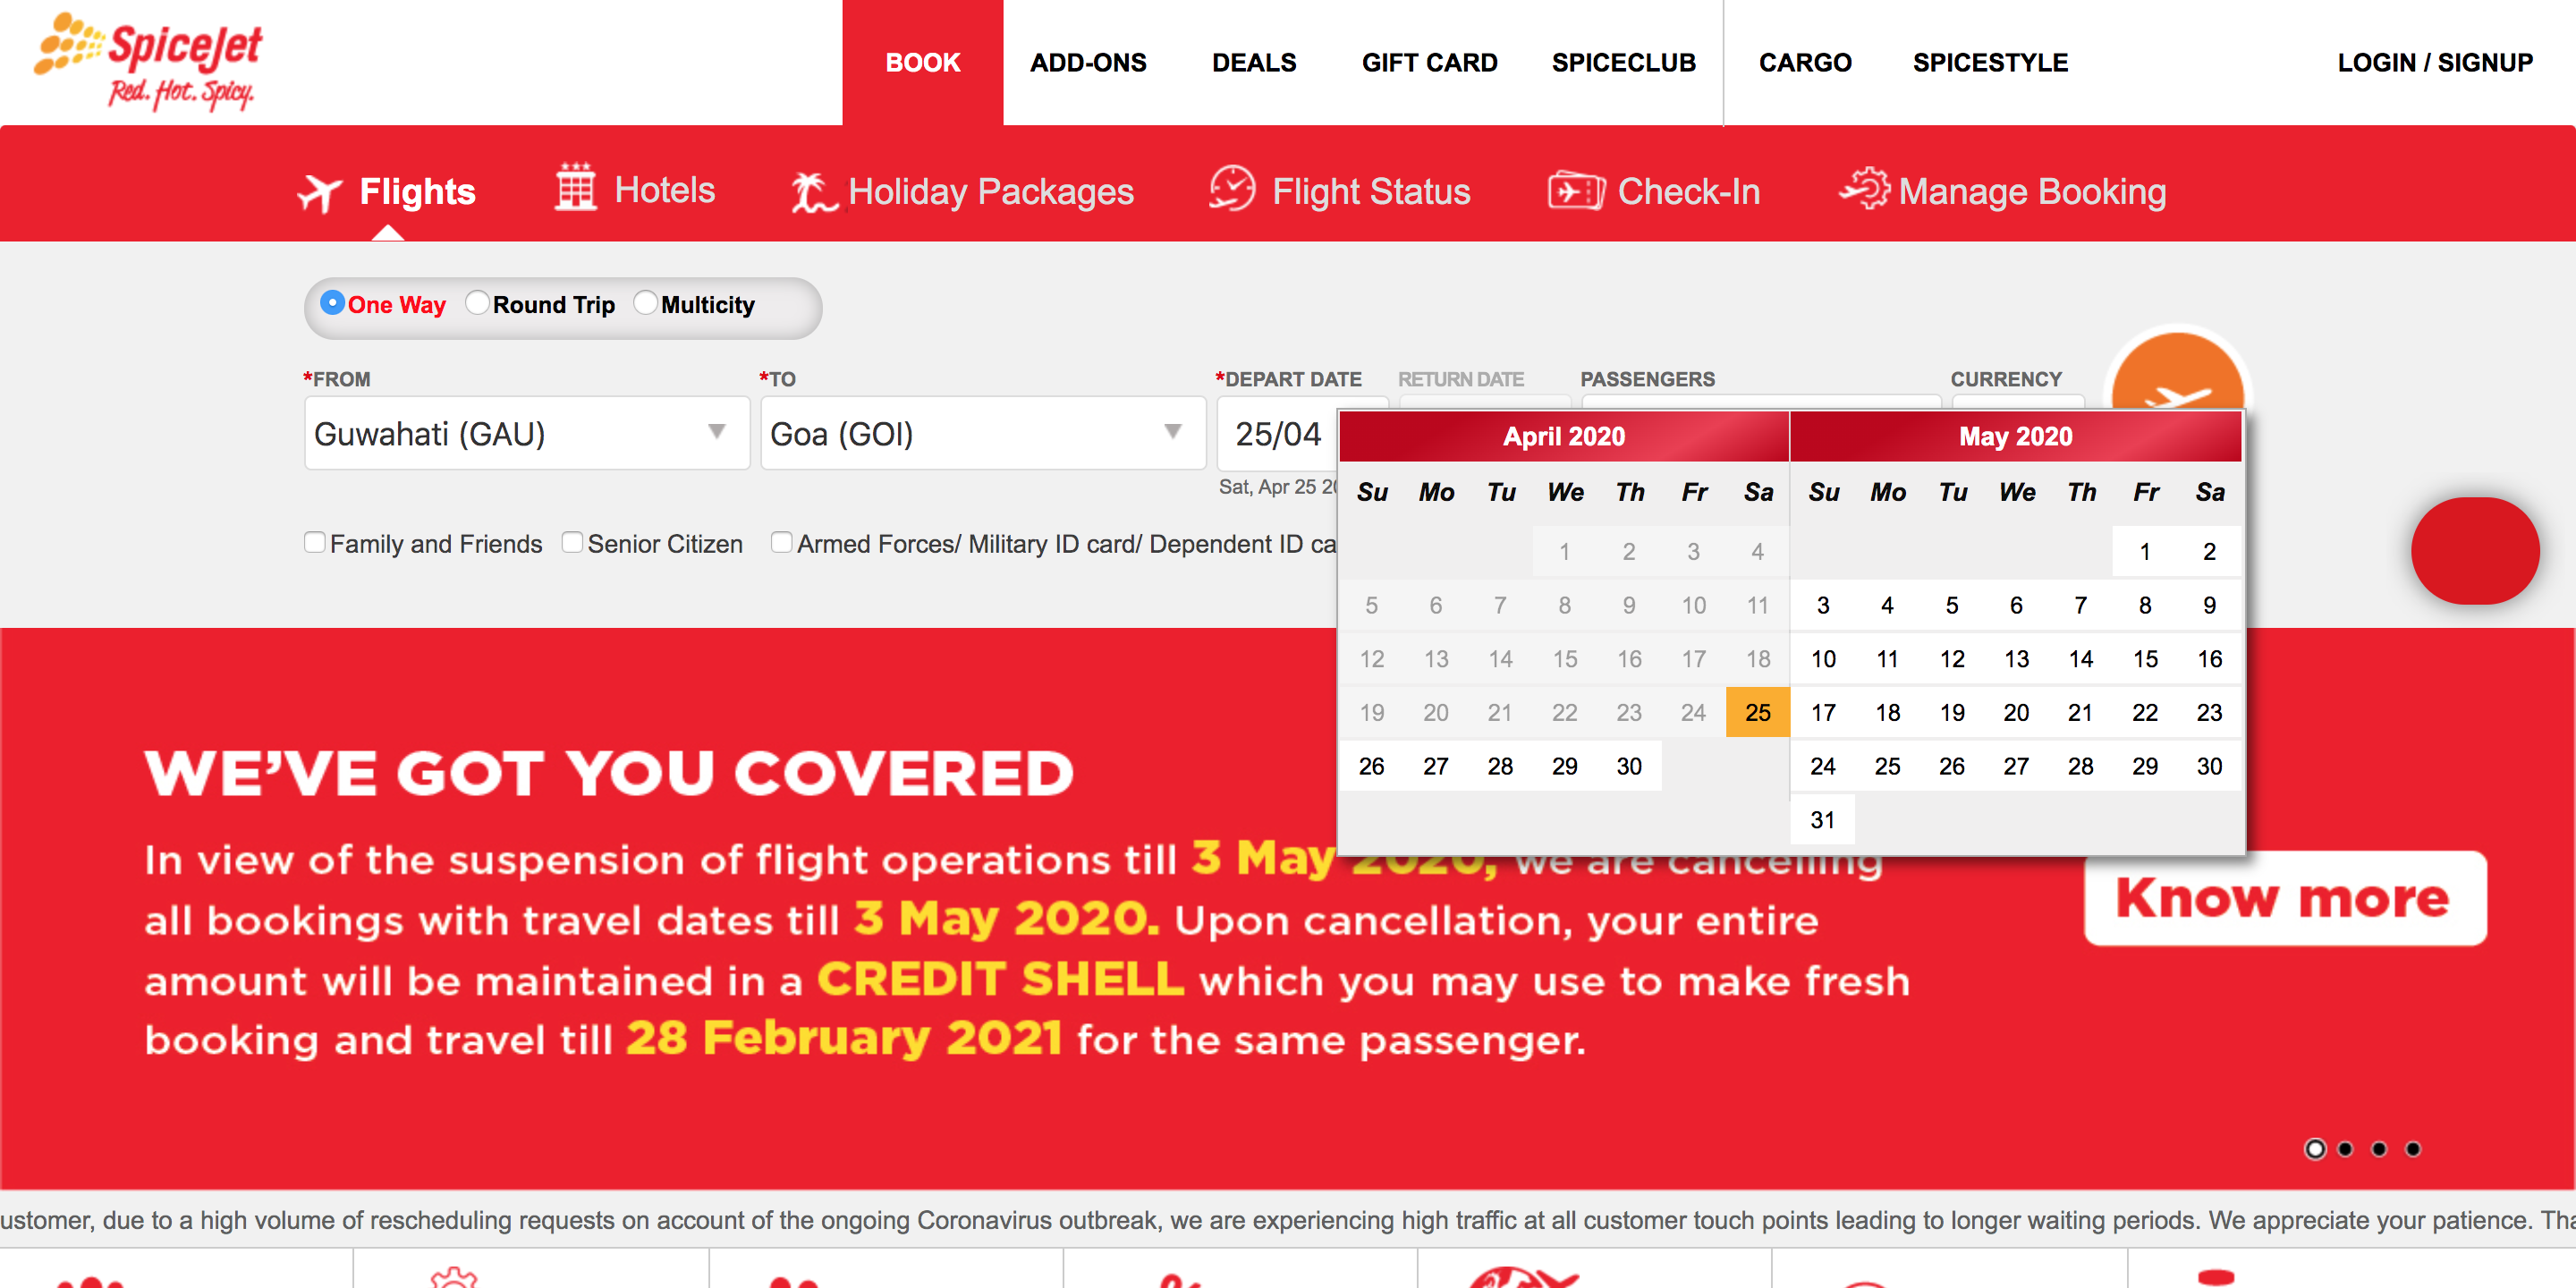 SpiceJet
Red. Hot. Spicy.
BOOK ADD-ONS DEALS GIFT CARD SPICECLUB CARGO SPICESTYLE LOGIN / SIGNUP
Flights Hotels Holiday Packages Flight Status Check-In Manage Booking
One Way Round Trip Multicity
*FROM *TO *DEPART DATE RETURN DATE PASSENGERS CURRENCY
Guwahati (GAU) Goa (GOI) 25/04
Sat, Apr 25
Family and Friends Senior Citizen Armed Forces/ Military ID card/ Dependent ID
April 2020 May 2020
Su Mo Tu We Th Fr Sa Su Mo Tu We Th Fr Sa
1 2 3 4 1 2
5 6 7 8 9 10 11 3 4 5 6 7 8 9
12 13 14 15 16 17 18 10 11 12 13 14 15 16
19 20 21 22 23 24 25 17 18 19 20 21 22 23
26 27 28 29 30 24 25 26 27 28 29 30
31
WE'VE GOT YOU COVERED
In view of the suspension of flight operations till 3 May 2020, we are cancelling
all bookings with travel dates till 3 May 2020. Upon cancellation, your entire
amount will be maintained in a CREDIT SHELL which you may use to make fresh
booking and travel till 28 February 2021 for the same passenger.
Know more
ustomer, due to a high volume of rescheduling requests on account of the ongoing Coronavirus outbreak, we are experiencing high traffic at all customer touch points leading to longer waiting periods. We appreciate your patience.